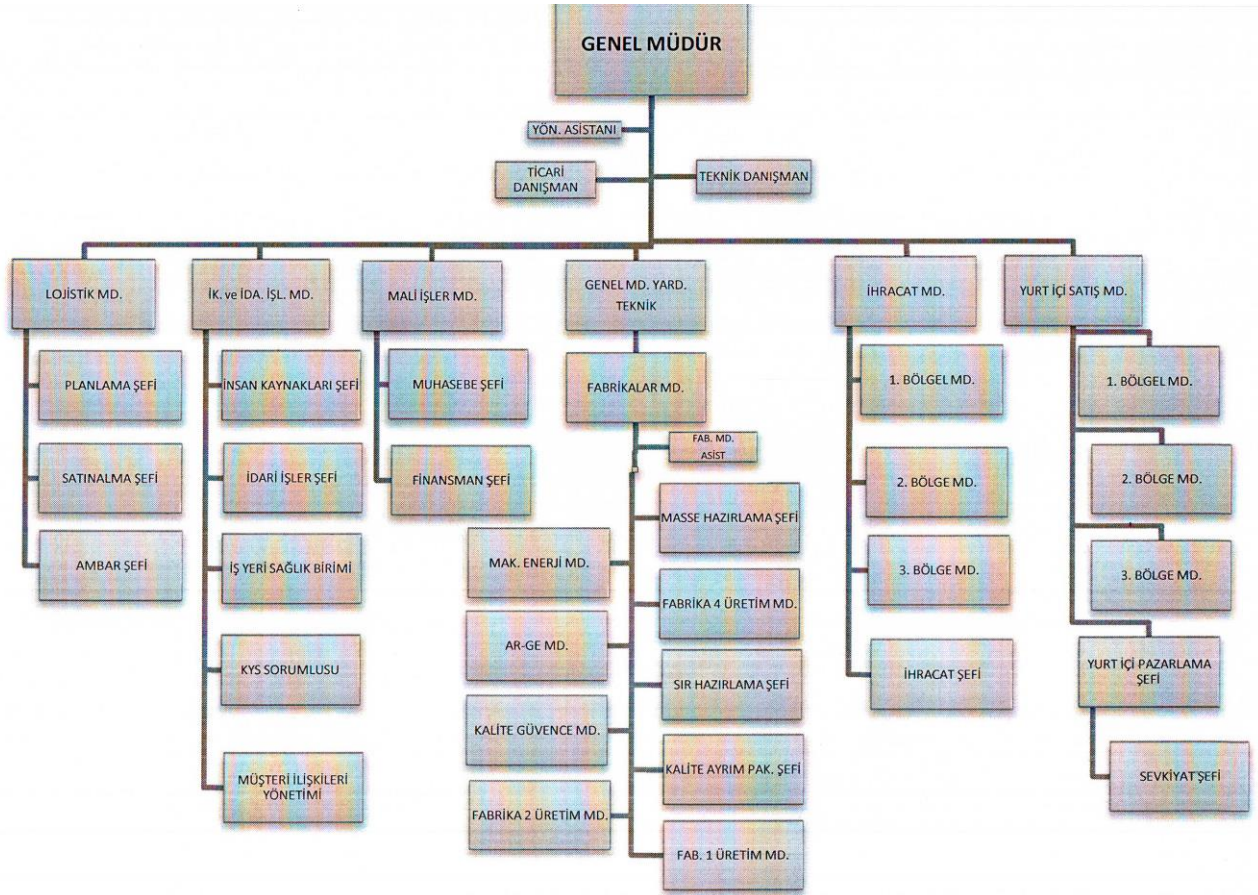 GENEL MÜDÜR
YÖN. ASİSTANI
TİCARİ
DANIŞMAN
TEKNİK DANIŞMAN
LOJİSTİK MD.
İK. ve İDA. İŞL. MD.
MALİ İŞLER MD.
GENEL MD. YARD.
TEKNİK
İHRACAT MD.
YURT İÇİ SATIŞ MD.
PLANLAMA ŞEFİ
SATINALMA ŞEFİ
AMBAR ŞEFİ
İNSAN KAYNAKLARI ŞEFİ
İDARİ İŞLER ŞEFİ
İŞ YERİ SAĞLIK BİRİMİ
KYS SORUMLUSU
MÜŞTERİ İLİŞKİLERİ
YÖNETİMİ
MUHASEBE ŞEFİ
FİNANSMAN ŞEFİ
FABRİKALAR MD.
FAB. MD.
ASİST
MAK. ENERJİ MD.
AR-GE MD.
KALİTE GÜVENCE MD.
FABRİKA 2 ÜRETİM MD.
MASSE HAZIRLAMA ŞEFİ
FABRİKA 4 ÜRETİM MD.
SIR HAZIRLAMA ŞEFİ
KALİTE AYRIM PAK. ŞEFİ
FAB. 1 ÜRETİM MD.
1. BÖLGEL MD.
2. BÖLGE MD.
3. BÖLGE MD.
İHRACAT ŞEFİ
1. BÖLGEL MD.
2. BÖLGE MD.
3. BÖLGE MD.
YURT İÇİ PAZARLAMA
ŞEFİ
SEVKİYAT ŞEFİ